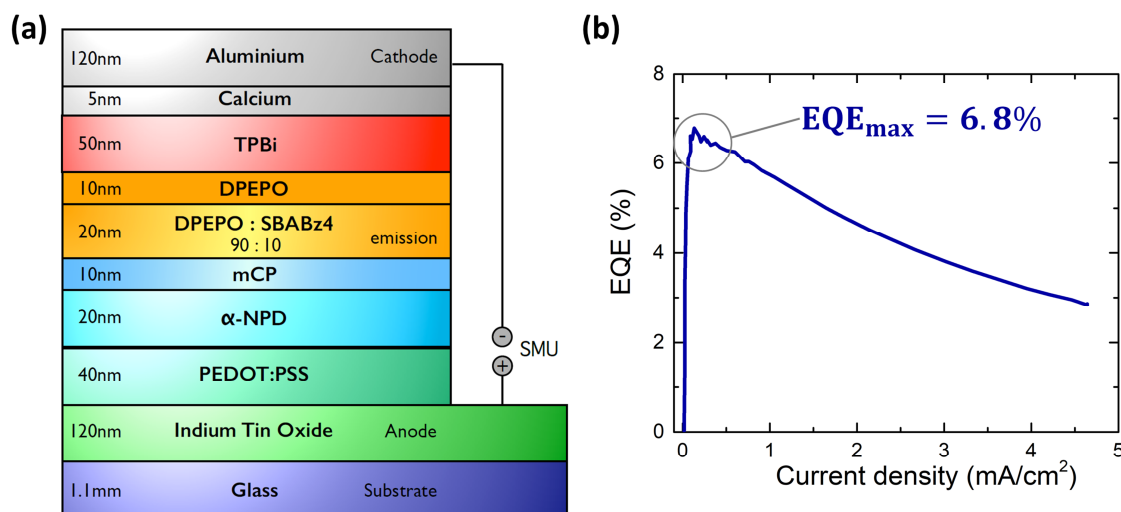 (a)
120nm Aluminium Cathode
5nm Calcium
50nm TPBi
10nm DPEPO
20nm DPEPO : SBABz4 emission
90 : 10
10nm mCP
20nm α-NPD
40nm PEDOT:PSS
120nm Indium Tin Oxide Anode
1.1mm Glass Substrate
-
+
SMU
(b)
EQE (%)
8
6
4
2
0
EQEmax = 6.8%
0 1 2 3 4 5
Current density (mA/cm²)